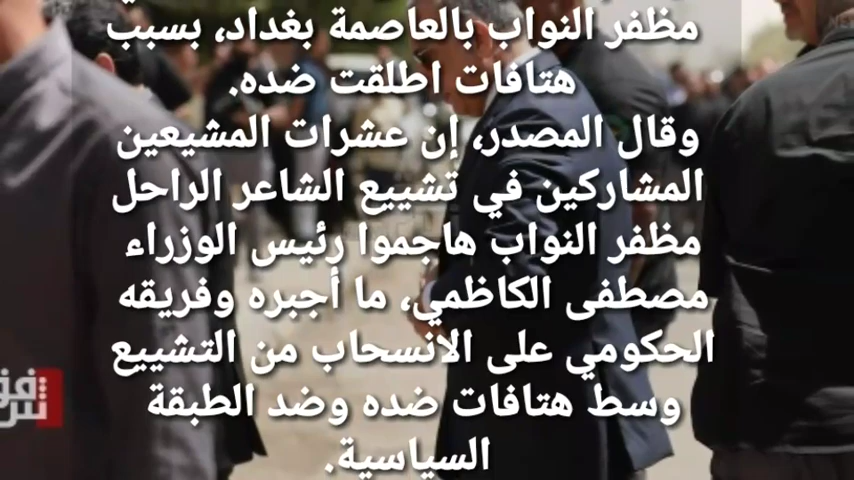 مظفر النواب بالعاصمة بغداد، بسبب
هتافات اطلقت ضده.
وقال المصدر، إن عشرات المشيعين
المشاركين في تشييع الشاعر الراحل
مظفر النواب هاجموا رئيس الوزراء
مصطفى الكاظمي، ما أجبره وفريقه
الحكومي على الانسحاب من التشييع
وسط هتافات ضده وضد الطبقة
السياسية.